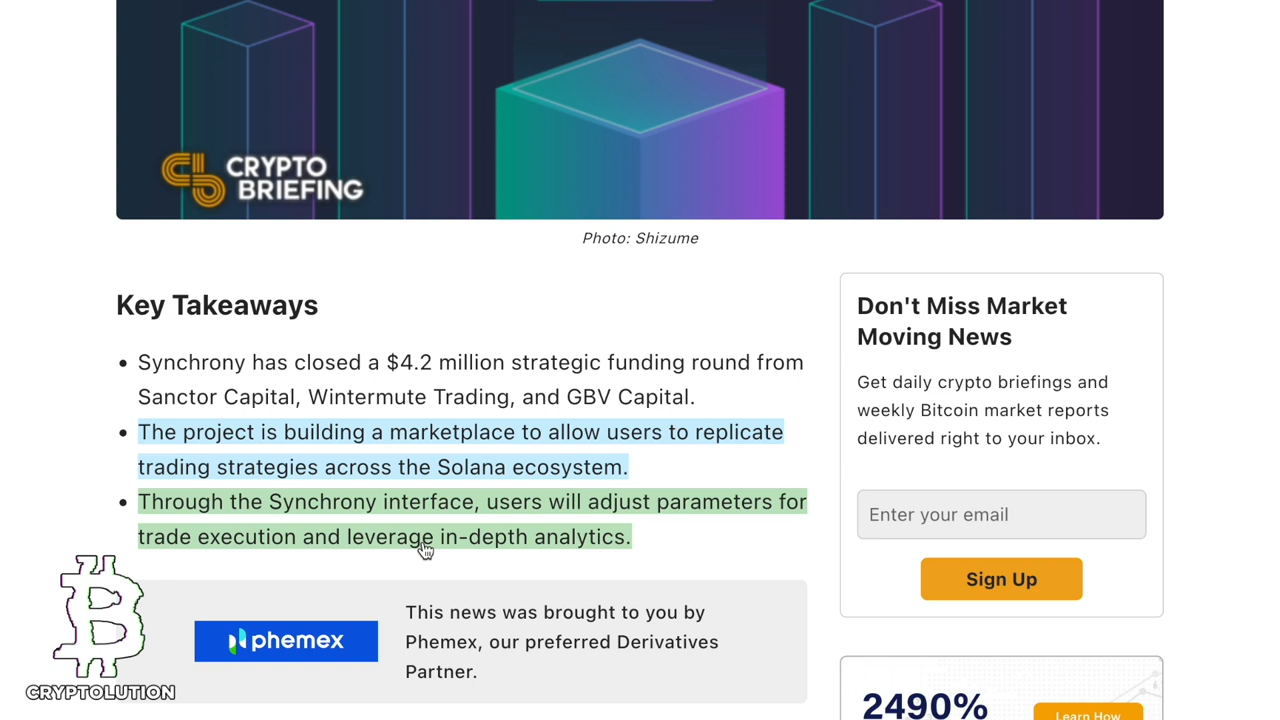 CRYPTO
BRIEFING
Photo: Shizume
Key Takeaways
Synchrony has closed a $4.2 million strategic funding round from
Sanctor Capital, Wintermute Trading, and GBV Capital.
The project is building a marketplace to allow users to replicate
trading strategies across the Solana ecosystem.
Through the Synchrony interface, users will adjust parameters for
trade execution and leverage in-depth analytics.
phemex
This news was brought to you by
Phemex, our preferred Derivatives
Partner.
CRYPTOLUTION
Don't Miss Market
Moving News
Get daily crypto briefings and
weekly Bitcoin market reports
delivered right to your inbox.
Enter your email
Sign Up
2490%
Learn How